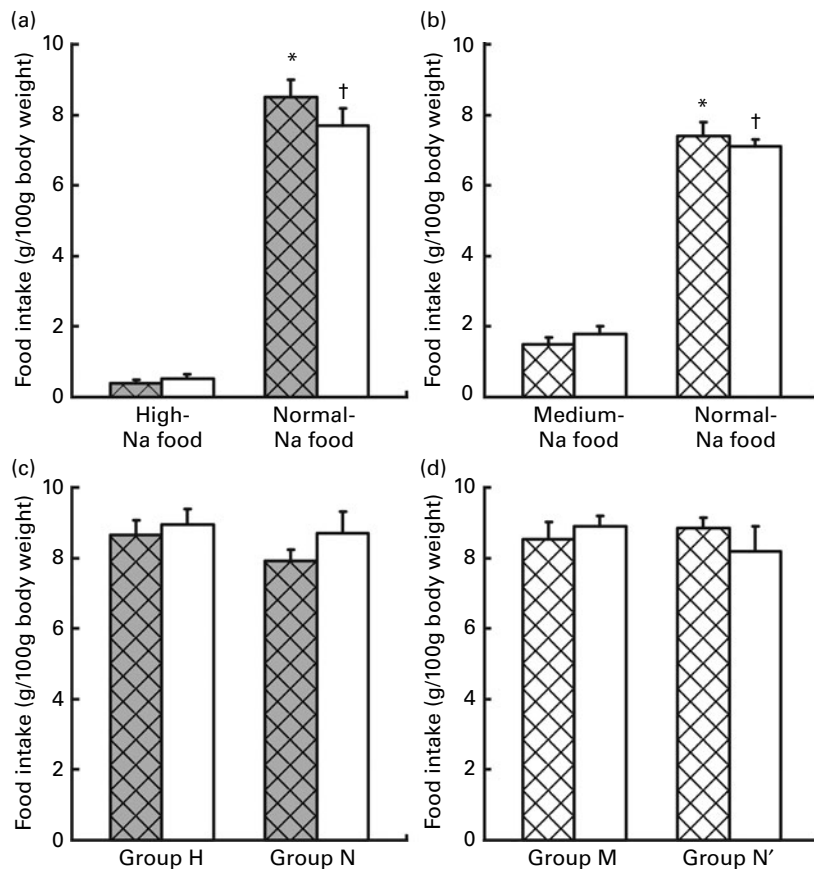 (a)
Food intake (g/100g body weight)
10
8
6
4
2
0
*
†
High-
Na food
Normal-
Na food
(b)
Food intake (g/100g body weight)
10
8
6
4
2
0
*
†
Medium-
Na food
Normal-
Na food
(c)
Food intake (g/100g body weight)
10
8
6
4
2
0
Group H
Group N
(d)
Food intake (g/100g body weight)
10
8
6
4
2
0
Group M
Group N′